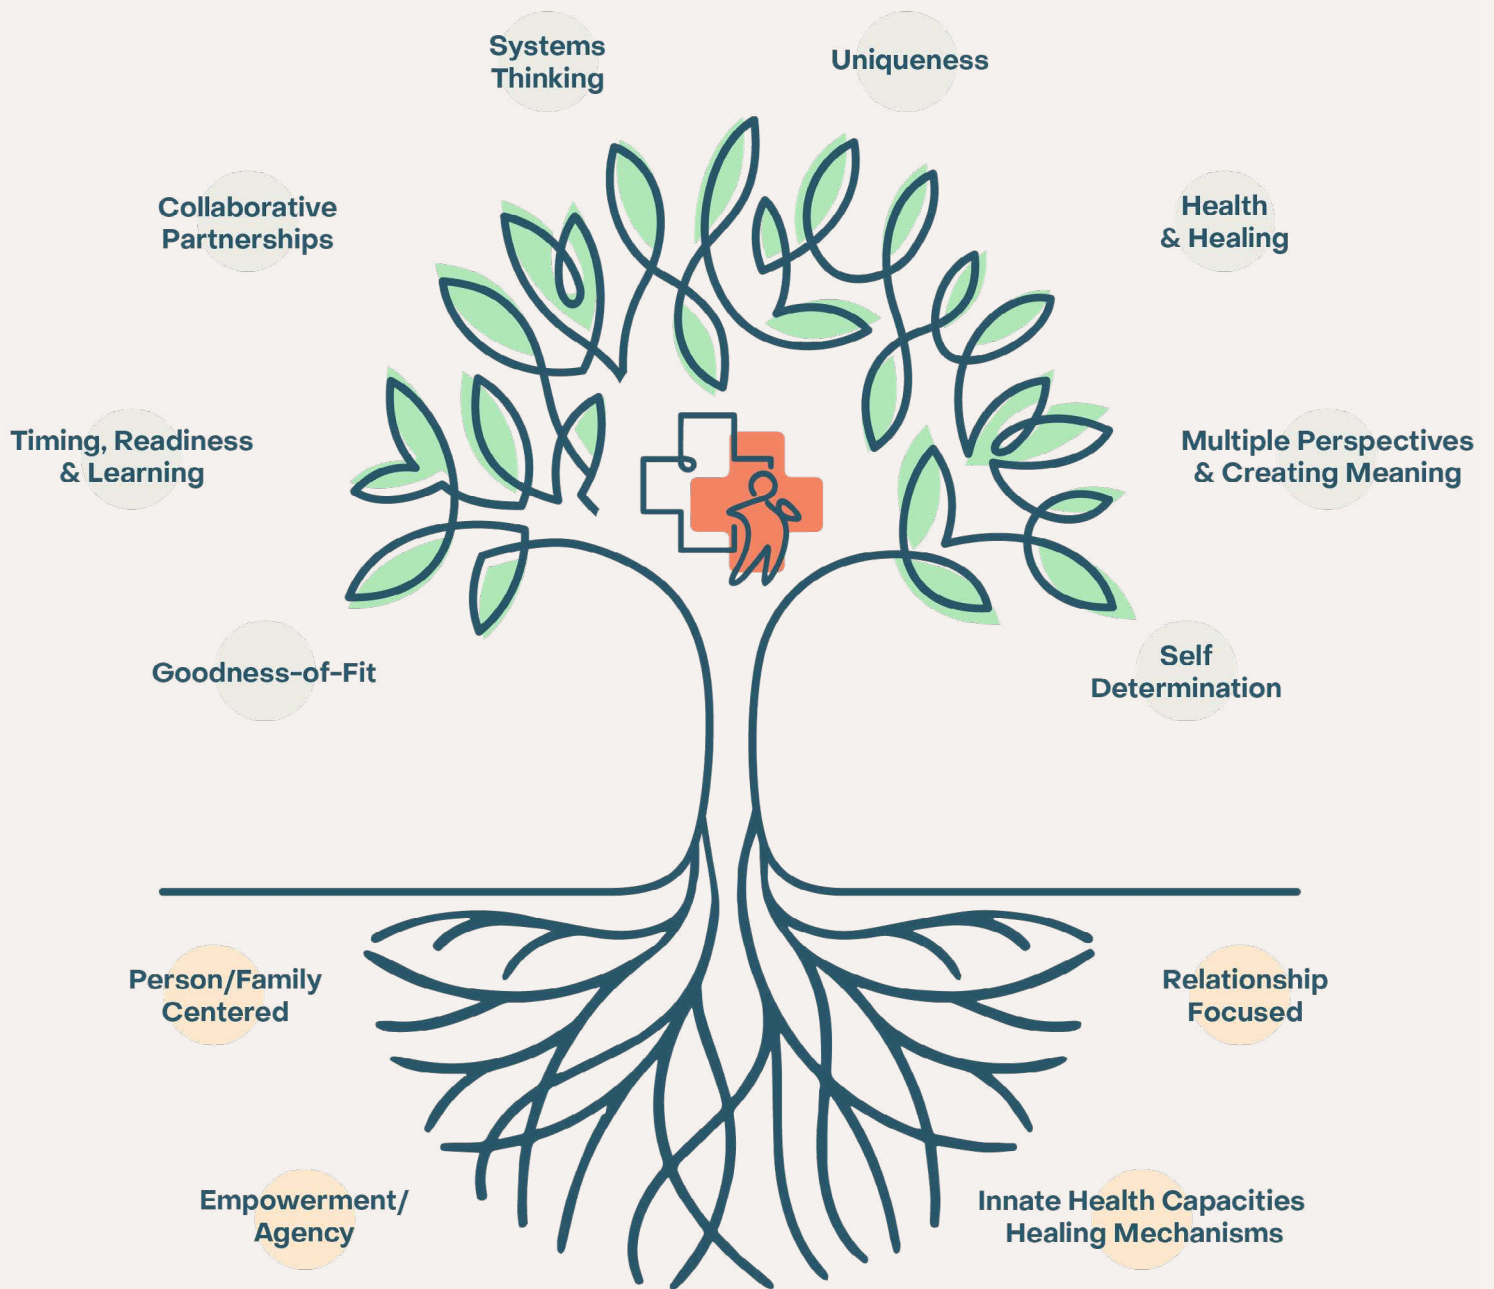 Systems
Thinking
Uniqueness
Collaborative
Partnerships
Health
& Healing
Timing, Readiness
& Learning
Multiple Perspectives
& Creating Meaning
Goodness-of-Fit
Self
Determination
Person/Family
Centered
Relationship
Focused
Empowerment/
Agency
Innate Health Capacities
Healing Mechanisms